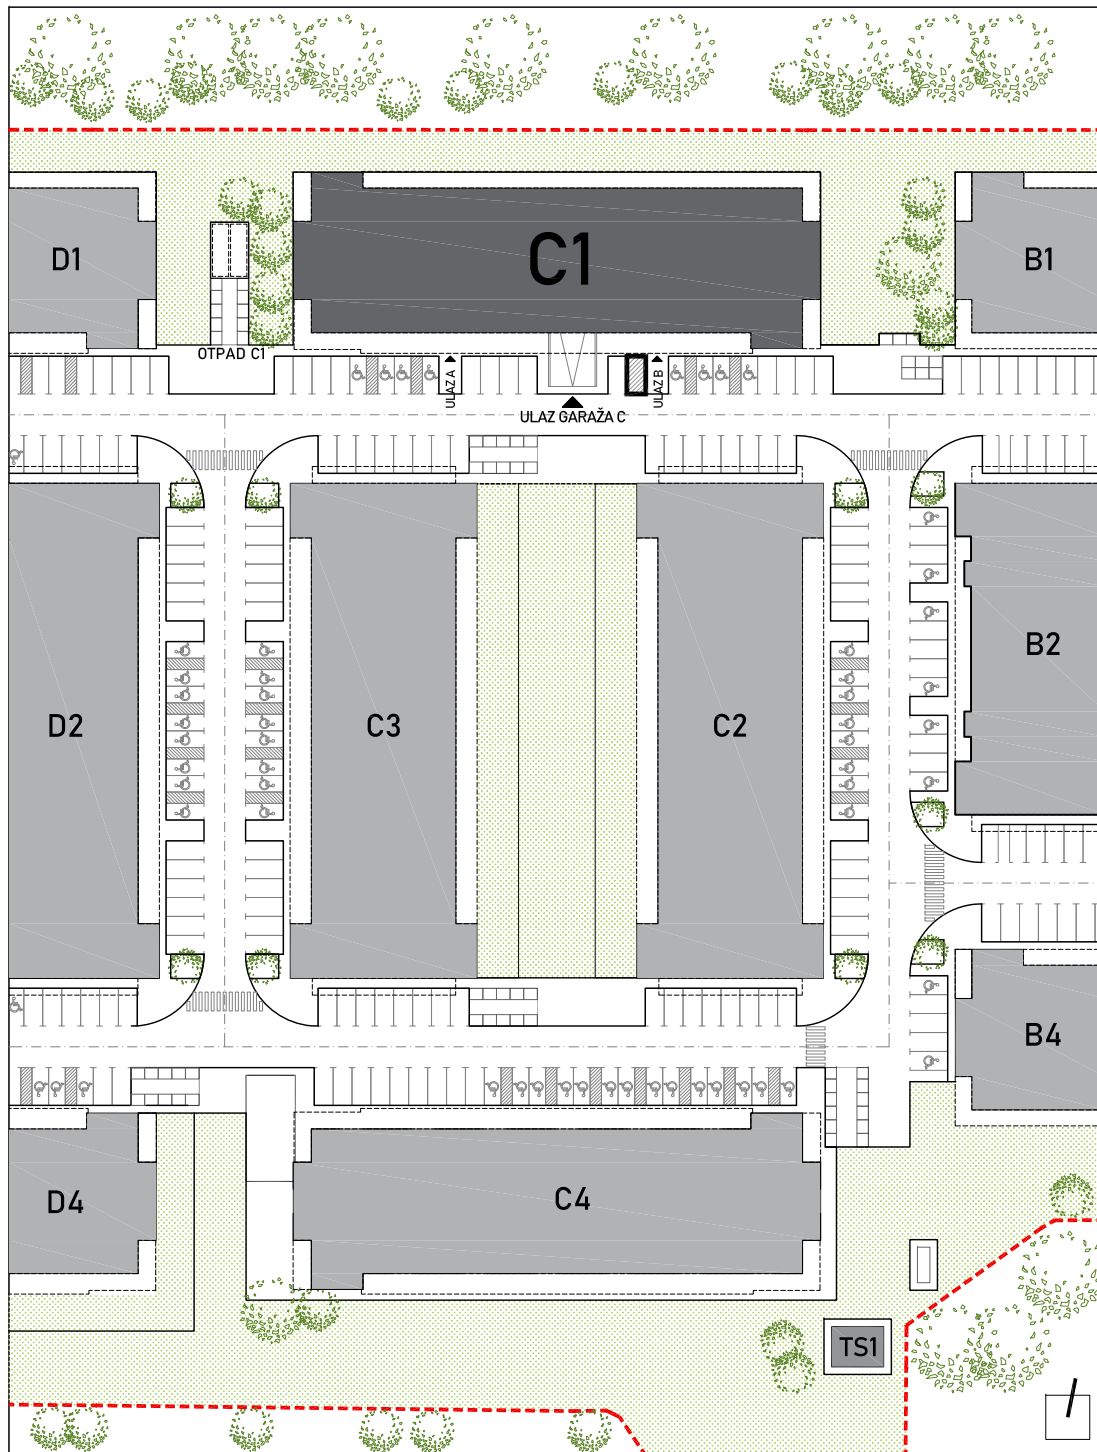 D1
C1
B1
OTPAD C1
ULAZ A
ULAZ B
ULAZ GARAŽA C
D2
C3
C2
B2
B4
D4
C4
TS1